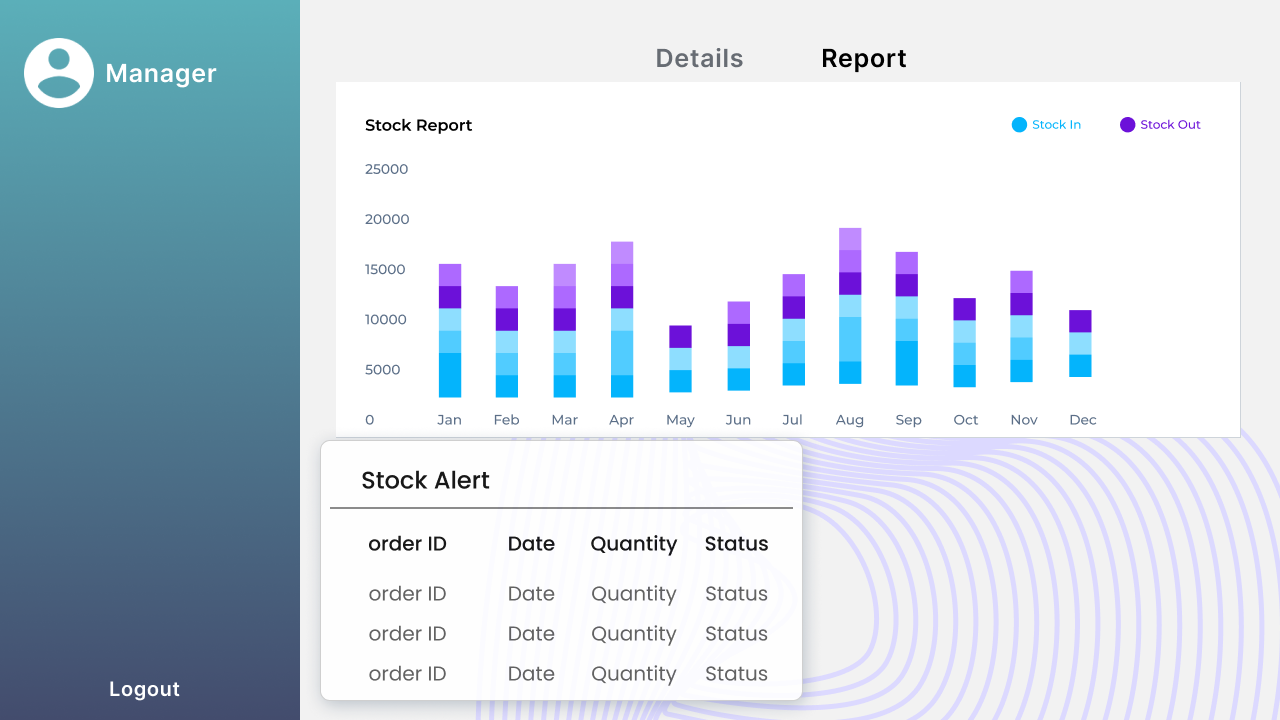 Manager
Details Report
Stock Report
Stock In Stock Out
25000
20000
15000
10000
5000
0 Jan Feb Mar Apr May Jun Jul Aug Sep Oct Nov Dec
Stock Alert
order ID Date Quantity Status
order ID Date Quantity Status
order ID Date Quantity Status
order ID Date Quantity Status
Logout